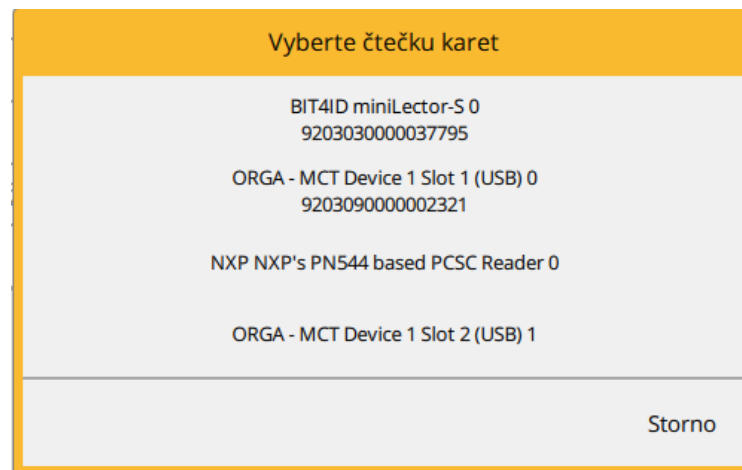 Vyberte čtečku karet
BIT4ID miniLector-S 0
9203030000037795
ORGA - MCT Device 1 Slot 1 (USB) 0
9203090000002321
NXP NXP's PN544 based PCSC Reader 0
ORGA - MCT Device 1 Slot 2 (USB) 1
Storno